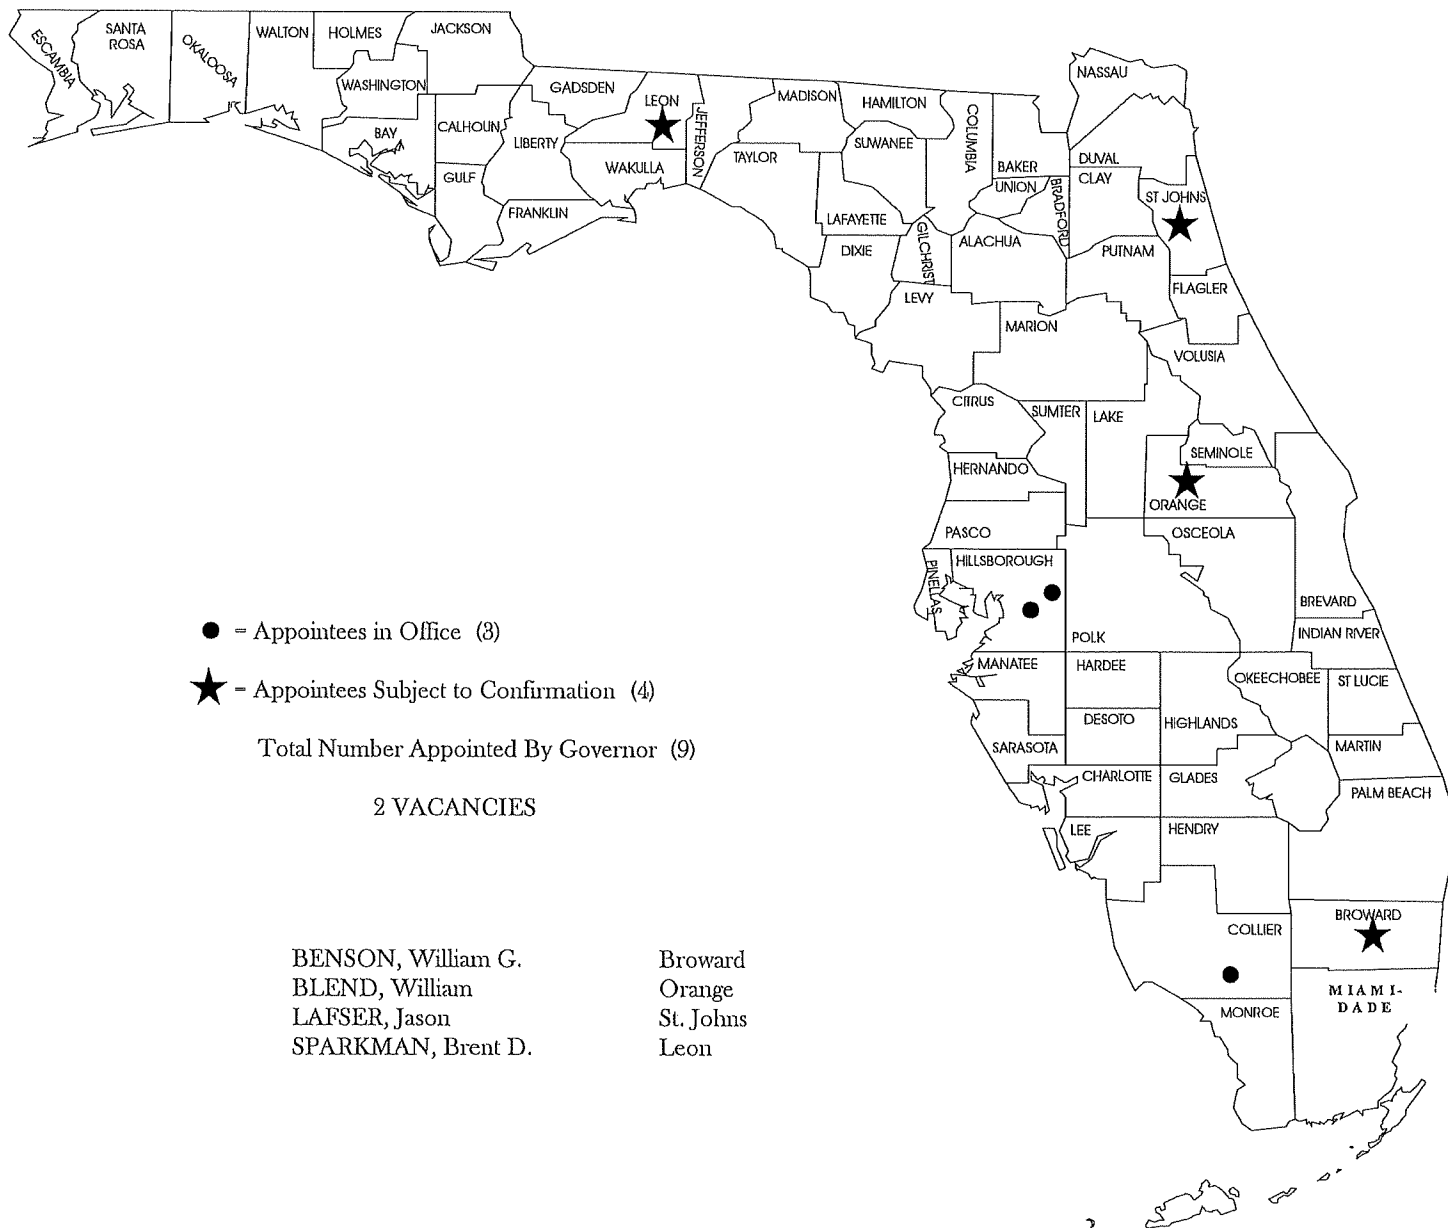 ESCAMBIA
SANTA
ROSA
OKALOOSA
WALTON
HOLMES
JACKSON
WASHINGTON
BAY
CALHOUN
GULF
GADSDEN
LIBERTY
FRANKLIN
LEON
WAKULLA
JEFFERSON
MADISON
TAYLOR
HAMILTON
SUWANEE
LAFAYETTE
DIXIE
COLUMBIA
GILCHRIST
LEVY
BAKER
UNION
BRADFORD
ALACHUA
NASSAU
DUVAL
CLAY
ST JOHNS
PUTNAM
FLAGLER
MARION
VOLUSIA
CITRUS
SUMTER
LAKE
SEMINOLE
HERNANDO
ORANGE
PASCO
OSCEOLA
HILLSBOROUGH
PINELLAS
POLK
BREVARD
INDIAN RIVER
MANATEE
HARDEE
OKEECHOBEE
ST LUCIE
DESOTO
HIGHLANDS
SARASOTA
MARTIN
CHARLOTTE
GLADES
PALM BEACH
LEE
HENDRY
BROWARD
COLLIER
MIAMI-
DADE
MONROE
= Appointees in Office (3)
= Appointees Subject to Confirmation (4)
Total Number Appointed By Governor (9)
2 VACANCIES
BENSON, William G. Broward
BLEND, William Orange
LAFSER, Jason St. Johns
SPARKMAN, Brent D. Leon